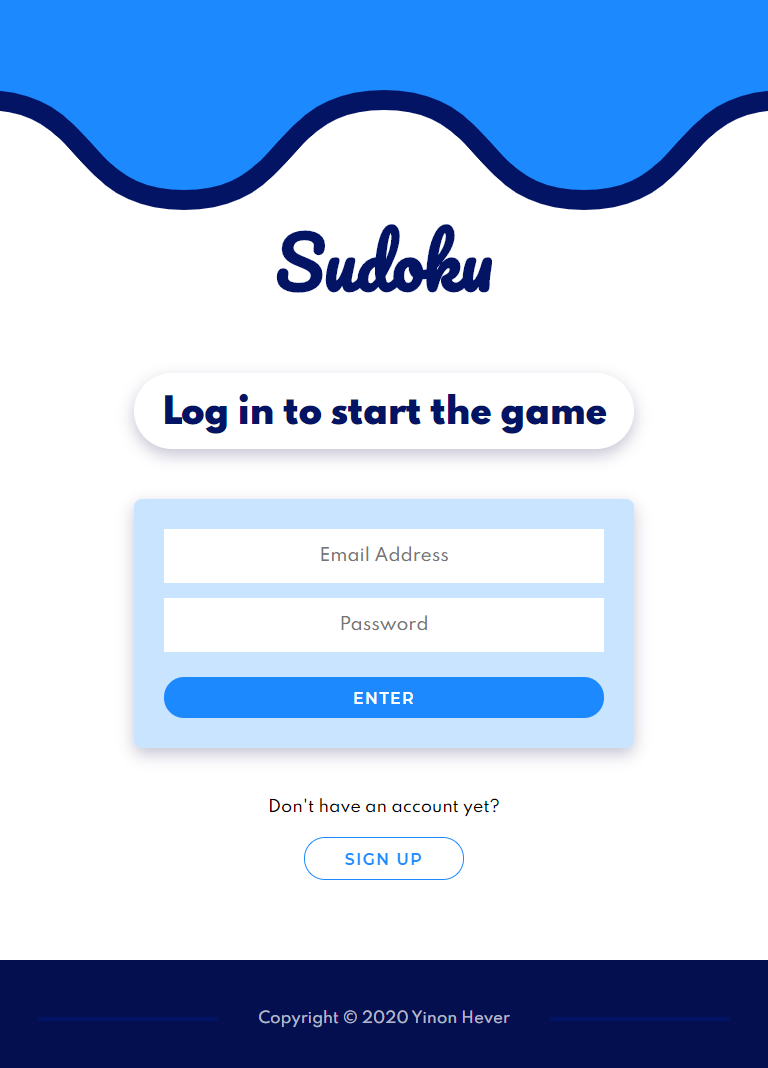 Sudoku
Log in to start the game
Email Address
Password
ENTER
Don't have an account yet?
SIGN UP
Copyright © 2020 Yinon Hever